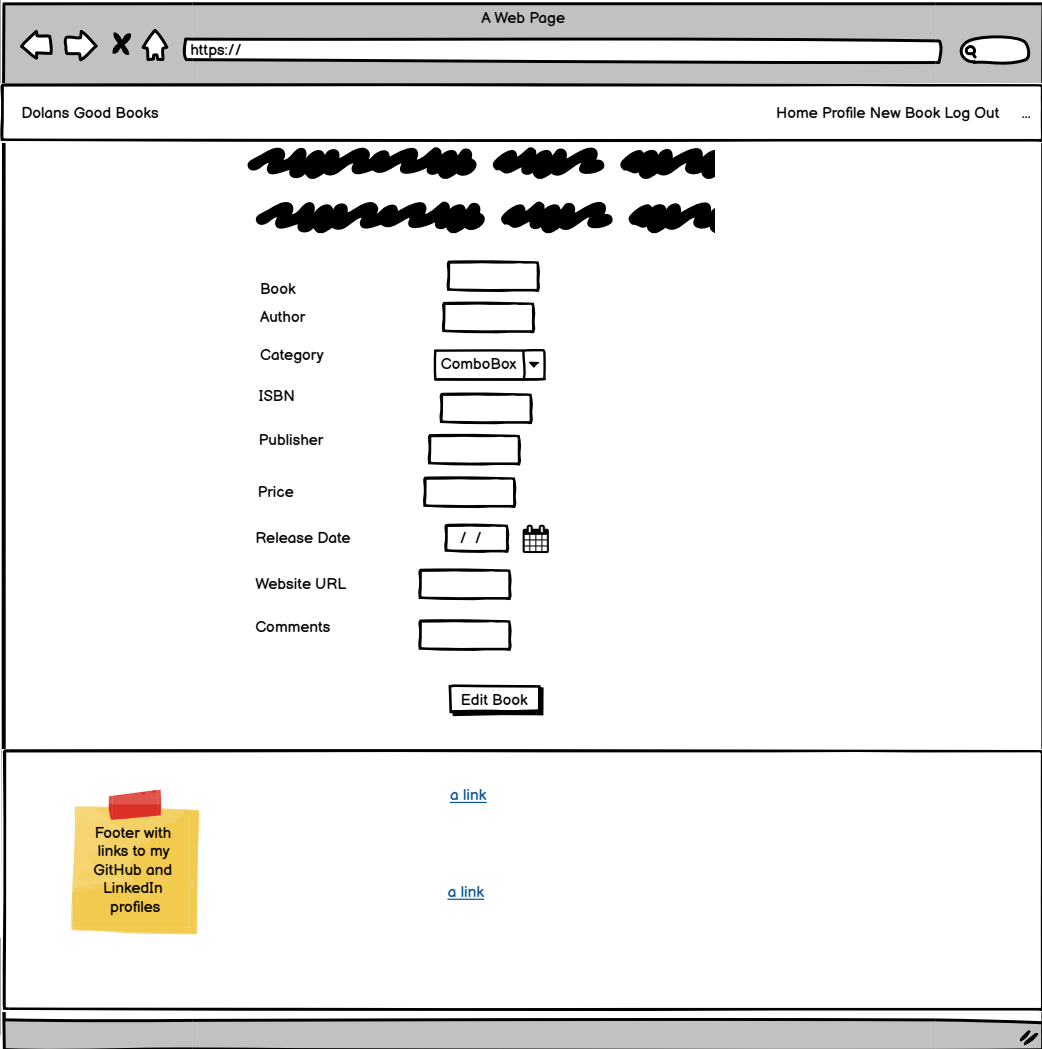 A Web Page
https://
Dolans Good Books
Home Profile New Book Log Out ...
Book
Author
Category
ComboBox
ISBN
Publisher
Price
Release Date
/ /
Website URL
Comments
Edit Book
a link
Footer with
links to my
GitHub and
LinkedIn
profiles
a link